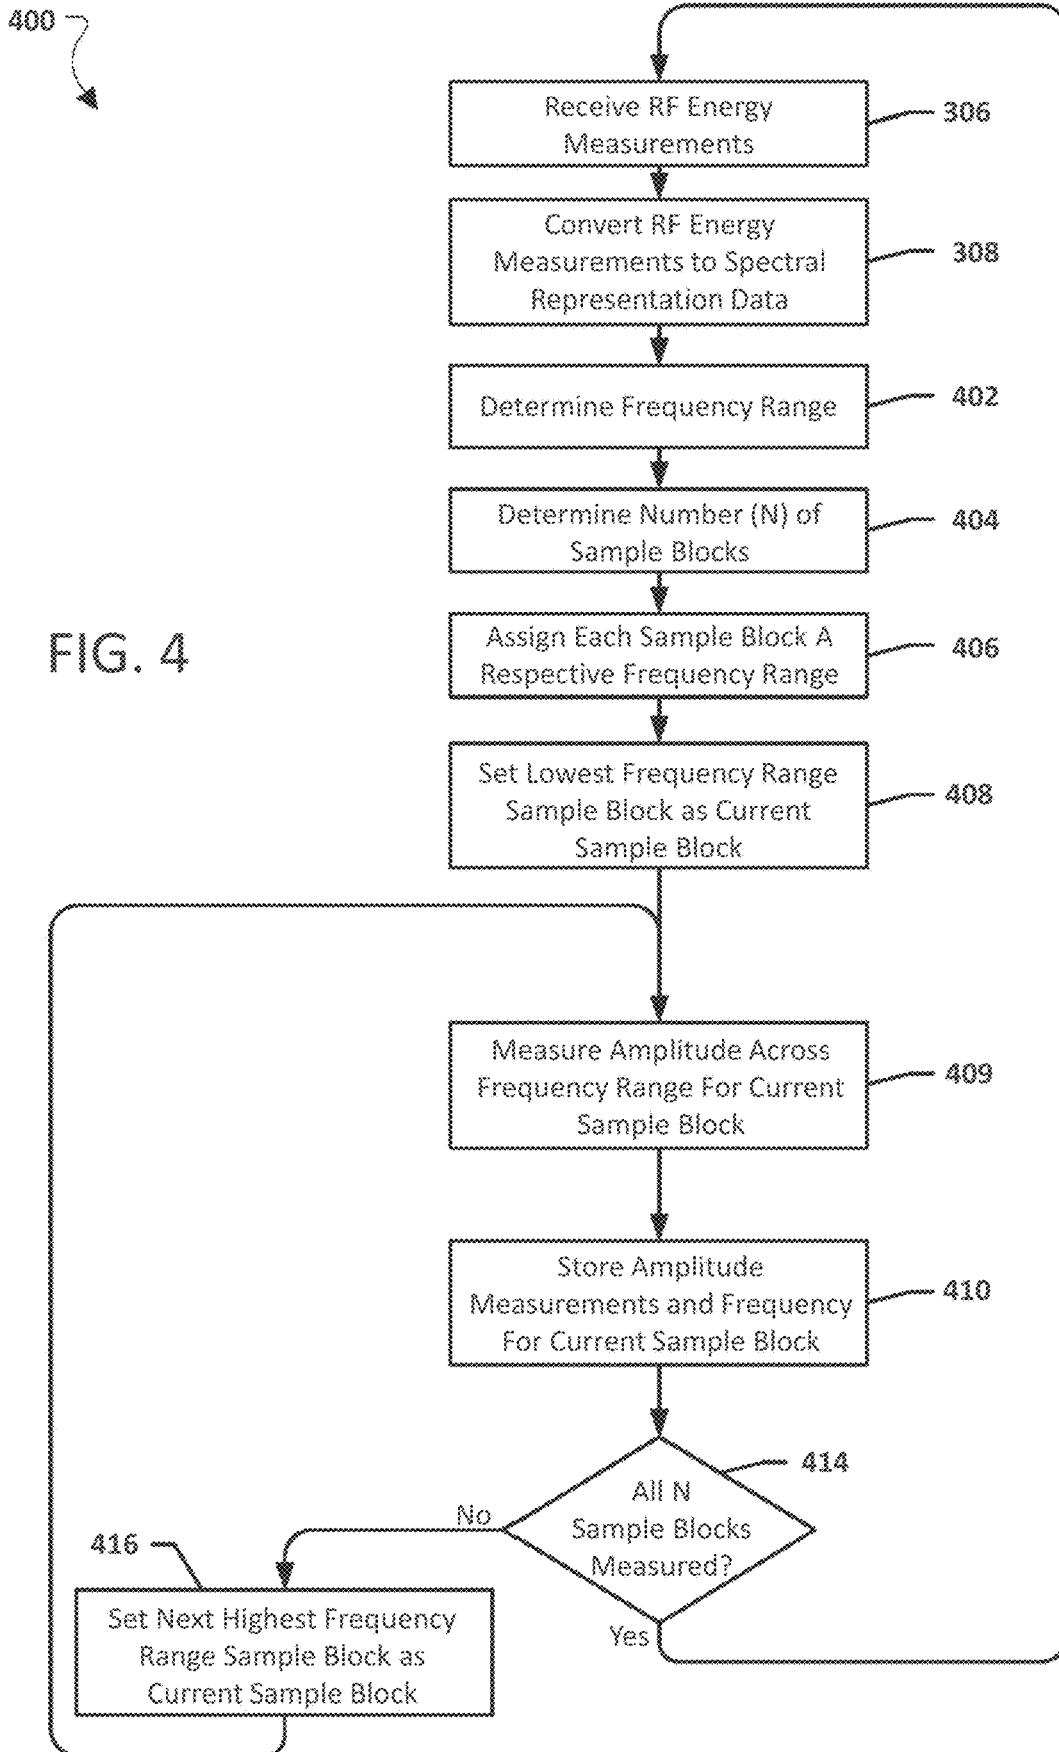 400
Receive RF Energy
Measurements
306
Convert RF Energy
Measurements to Spectral
Representation Data
308
Determine Frequency Range
402
Determine Number (N) of
Sample Blocks
404
FIG. 4
Assign Each Sample Block A
Respective Frequency Range
406
Set Lowest Frequency Range
Sample Block as Current
Sample Block
408
Measure Amplitude Across
Frequency Range For Current
Sample Block
409
Store Amplitude
Measurements and Frequency
For Current Sample Block
410
All N
Sample Blocks
Measured?
414
No
Yes
416
Set Next Highest Frequency
Range Sample Block as
Current Sample Block